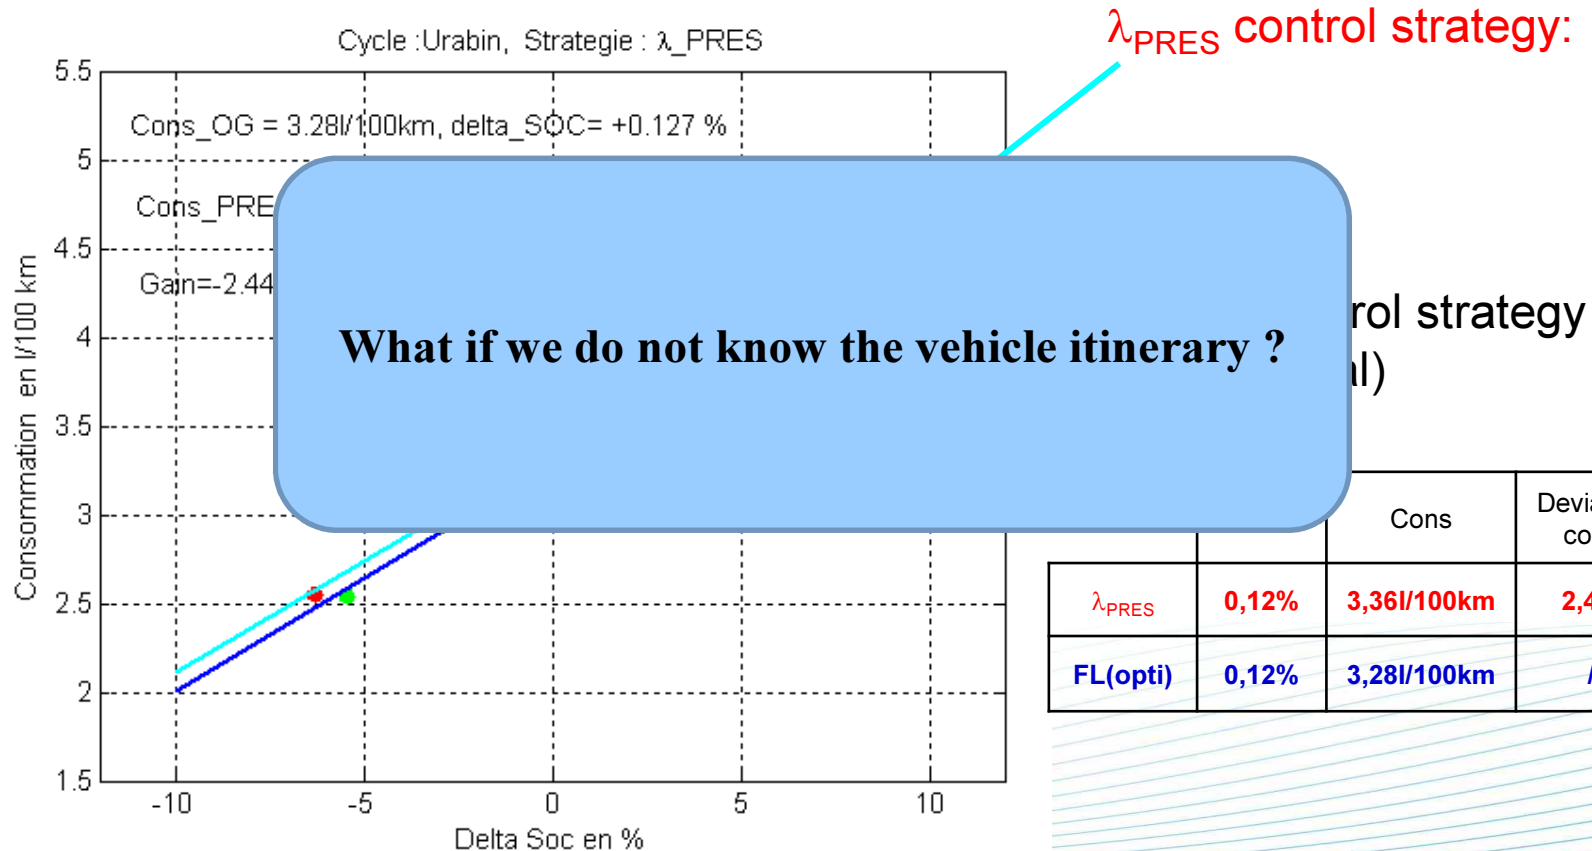 λPRES control strategy:
Cycle :Urabin, Strategie : λ_PRES
Cons_OG = 3.28l/100km, delta_SOC= +0.127 %
Cons_PRE
Gain=-2.44
What if we do not know the vehicle itinerary ?
rol strategy
al)
5.5
5
4.5
4
3.5
3
2.5
2
1.5
Consommation en l/100 km
-10 -5 0 5 10
Delta Soc en %
Cons
λPRES 0,12% 3,36l/100km 2,4
FL(opti) 0,12% 3,28l/100km /